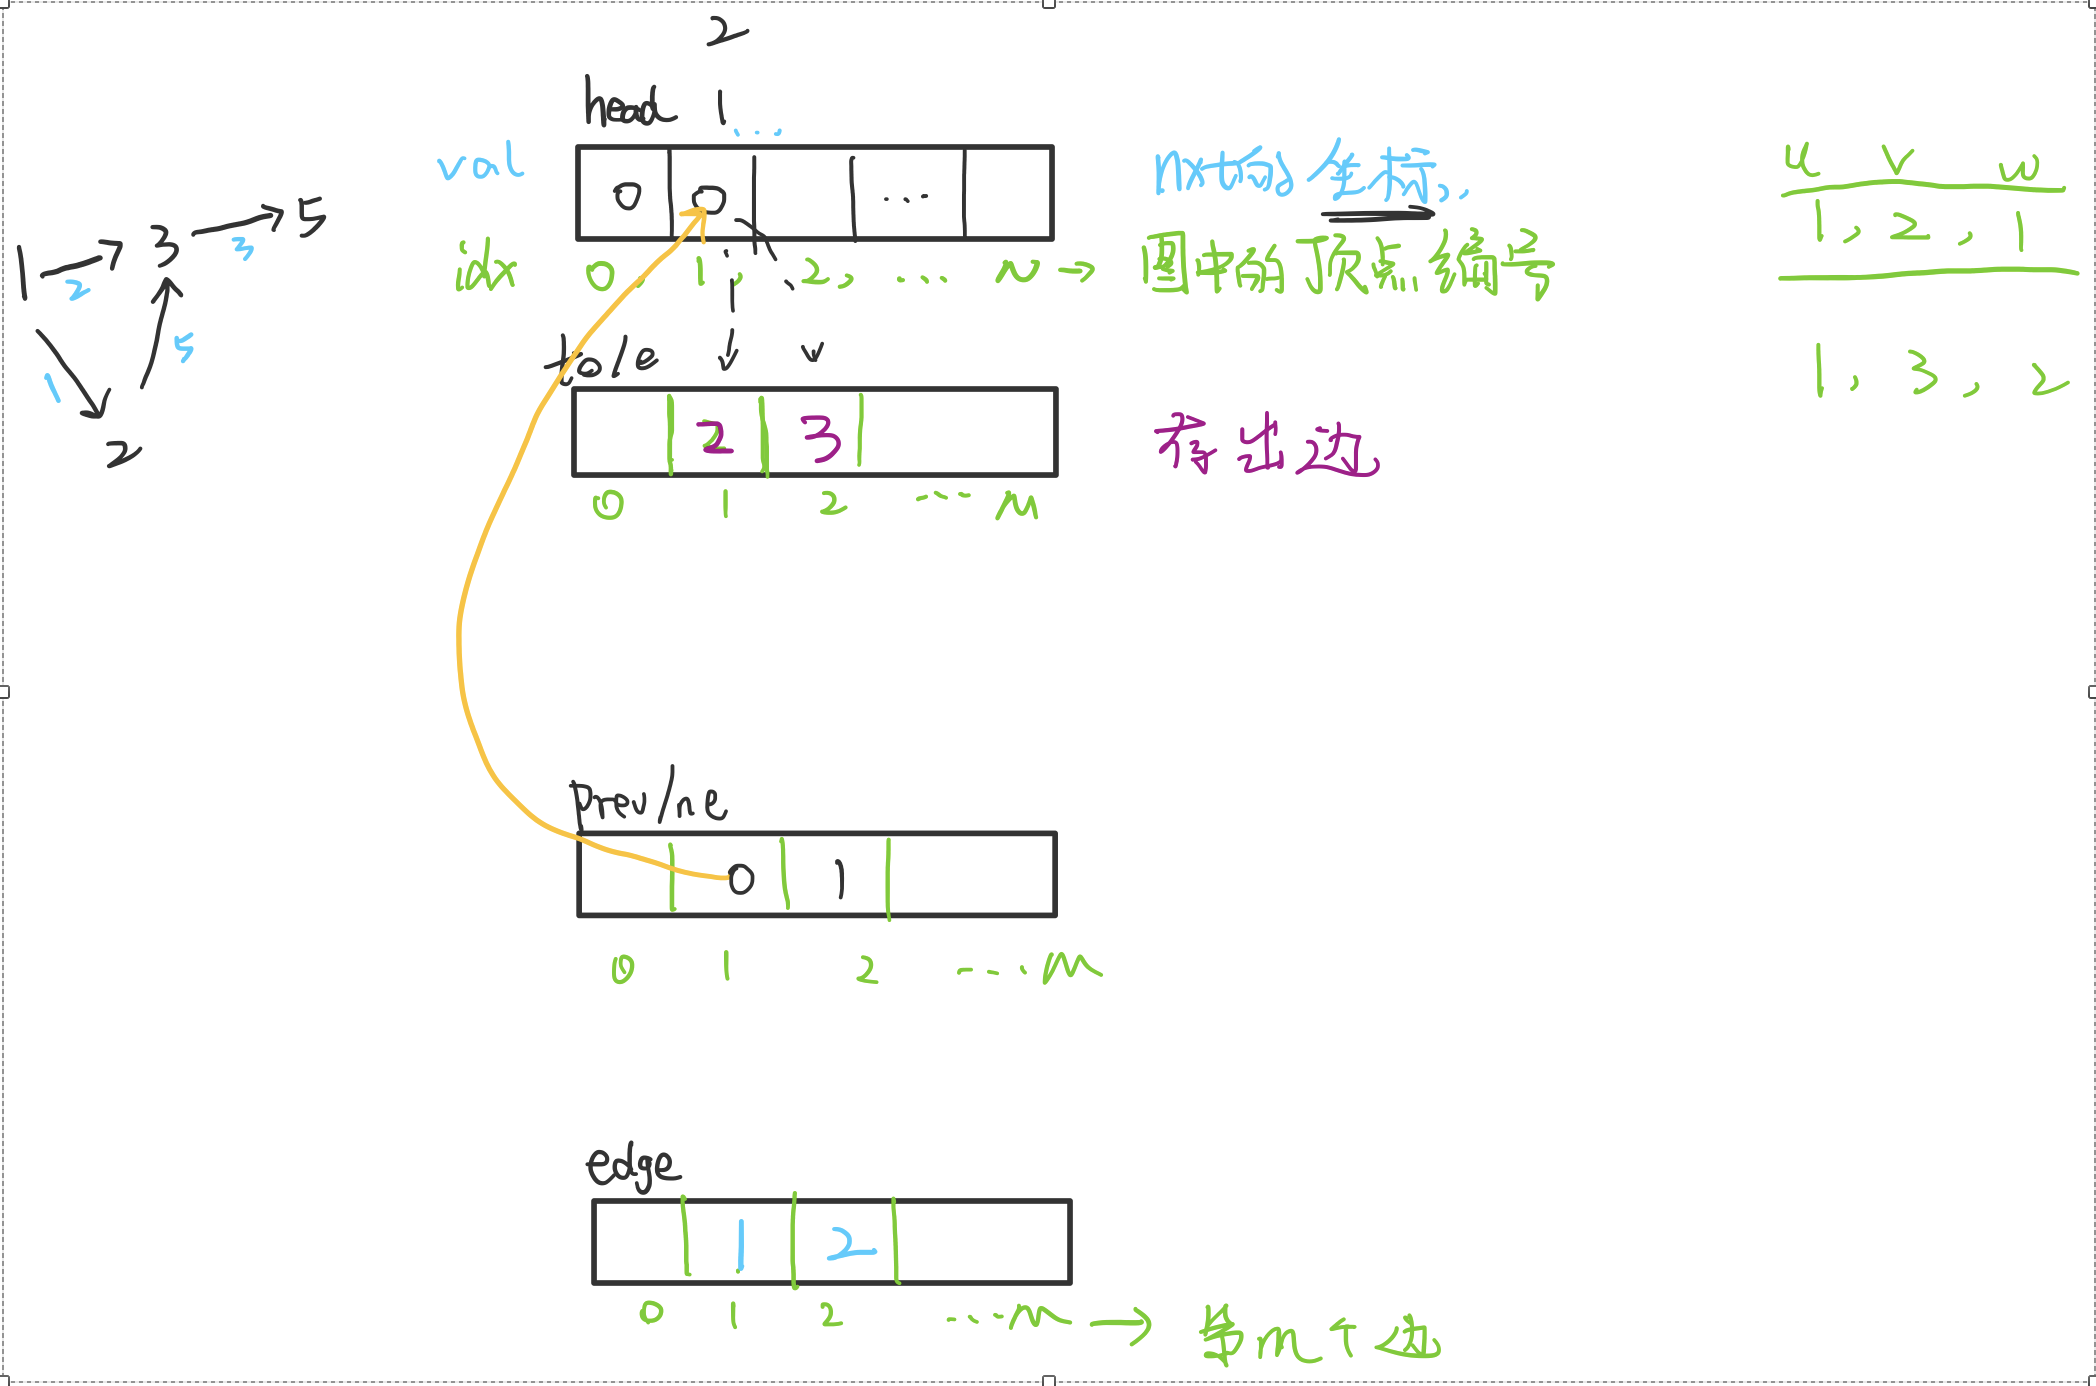 2
head 1
...
val 0 0 ... nxt的坐标..
idx 0, 1, 2, ... N → 图中的顶点编号
u v w
1, 2, 1
1, 3, 2
1 2 3 3 5
1 5
2
to/e
2 3 存出边
0 1 2 ... M
prev/ne
0 1
0 1 2 ... M
edge
1 2
0 1 2 ... M → 第m个边